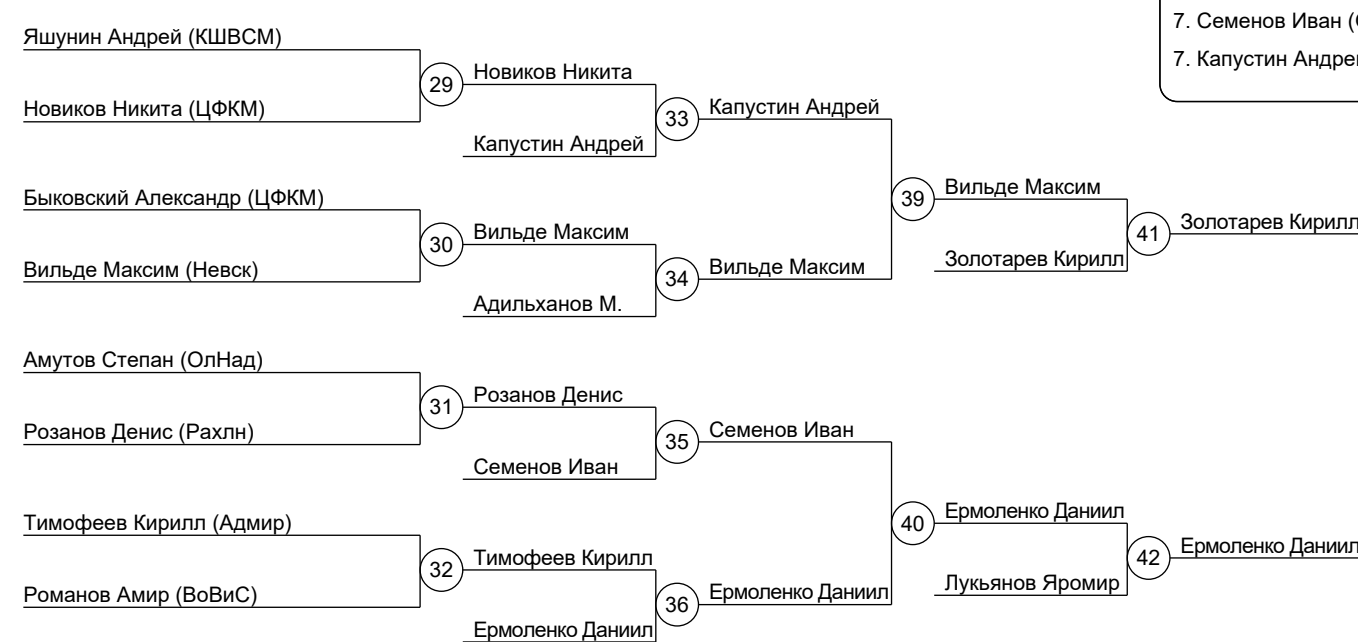 7. Семенов Иван (
7. Капустин Андрей
Яшунин Андрей (КШВСМ)
29
Новиков Никита
Новиков Никита (ЦФКМ)
33
Капустин Андрей
Капустин Андрей
Быковский Александр (ЦФКМ)
39
Вильде Максим
30
Вильде Максим
41
Золотарев Кирилл
Вильде Максим (Невск)
34
Вильде Максим
Золотарев Кирилл
Адильханов М.
Амутов Степан (ОлНад)
31
Розанов Денис
Розанов Денис (Рахлн)
35
Семенов Иван
Семенов Иван
Тимофеев Кирилл (Адмир)
40
Ермоленко Даниил
32
Тимофеев Кирилл
42
Ермоленко Даниил
Романов Амир (ВоВиС)
36
Ермоленко Даниил
Лукьянов Яромир
Ермоленко Даниил